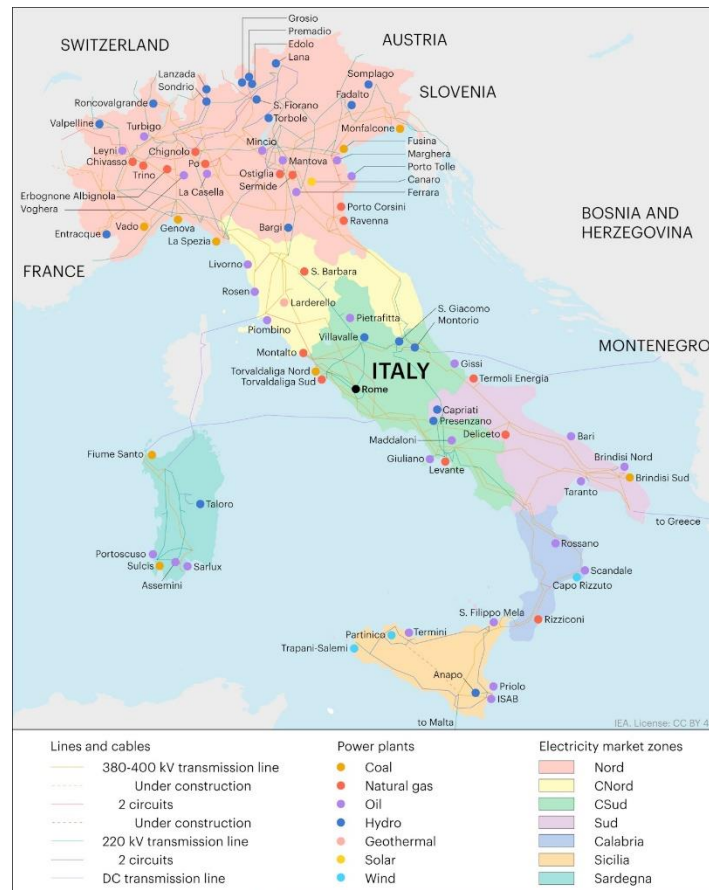 Grosio
Premadio
Edolo
Lana
SWITZERLAND
AUSTRIA
Lanzada
Sondrio
Somplago
Fadalto
SLOVENIA
Roncovalgrande
S. Fiorano
Torbole
Valpelline
Turbigo
Monfalcone
Mincio
Fusina
Leyni
Chignolo
Mantova
Marghera
Chivasso
Po
Porto Tolle
Trino
Ostiglia
Canaro
La Casella
Sermide
Ferrara
Erbognone Albignola
Voghera
Porto Corsini
Ravenna
BOSNIA AND
HERZEGOVINA
Vado
Genova
Bargi
Entracque
La Spezia
FRANCE
Livorno
S. Barbara
Rosen
Larderello
S. Giacomo
Montorio
Pietrafitta
Piombino
Villavalle
MONTENEGRO
Montalto
Gissi
ITALY
Torvaldaliga Nord
Torvaldaliga Sud
Termoli Energia
Rome
Capriati
Presenzano
Deliceto
Maddaloni
Bari
Fiume Santo
Giuliano
Brindisi Nord
Levante
Brindisi Sud
Taranto
Taloro
to Greece
Rossano
Portoscuso
Scandale
Sulcis
Sarlux
Capo Rizzuto
Assemini
S. Filippo Mela
Rizziconi
Partinico
Termini
Trapani-Salemi
Anapo
Priolo
ISAB
to Malta
IEA. License: CC BY 4
Lines and cables
380-400 kV transmission line
Under construction
2 circuits
Under construction
220 kV transmission line
2 circuits
DC transmission line
Power plants
Coal
Natural gas
Oil
Hydro
Geothermal
Solar
Wind
Electricity market zones
Nord
CNord
CSud
Sud
Calabria
Sicilia
Sardegna